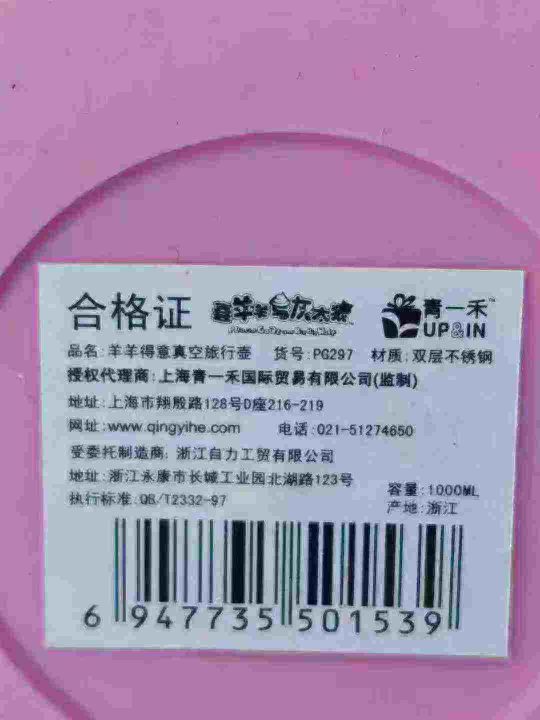 合格证 喜羊羊与灰太狼 青一禾™
UP&IN
品名:羊羊得意真空旅行壶 货号:PG297 材质:双层不锈钢
授权代理商:上海青一禾国际贸易有限公司(监制)
地址:上海市翔殷路128号D座216-219
网址:www.qingyihe.com 电话:021-51274650
受委托制造商:浙江自力工贸有限公司
地址:浙江永康市长城工业园北湖路123号
容量:1000ML
执行标准:QB/T2332-97
产地:浙江
6 947735 501539